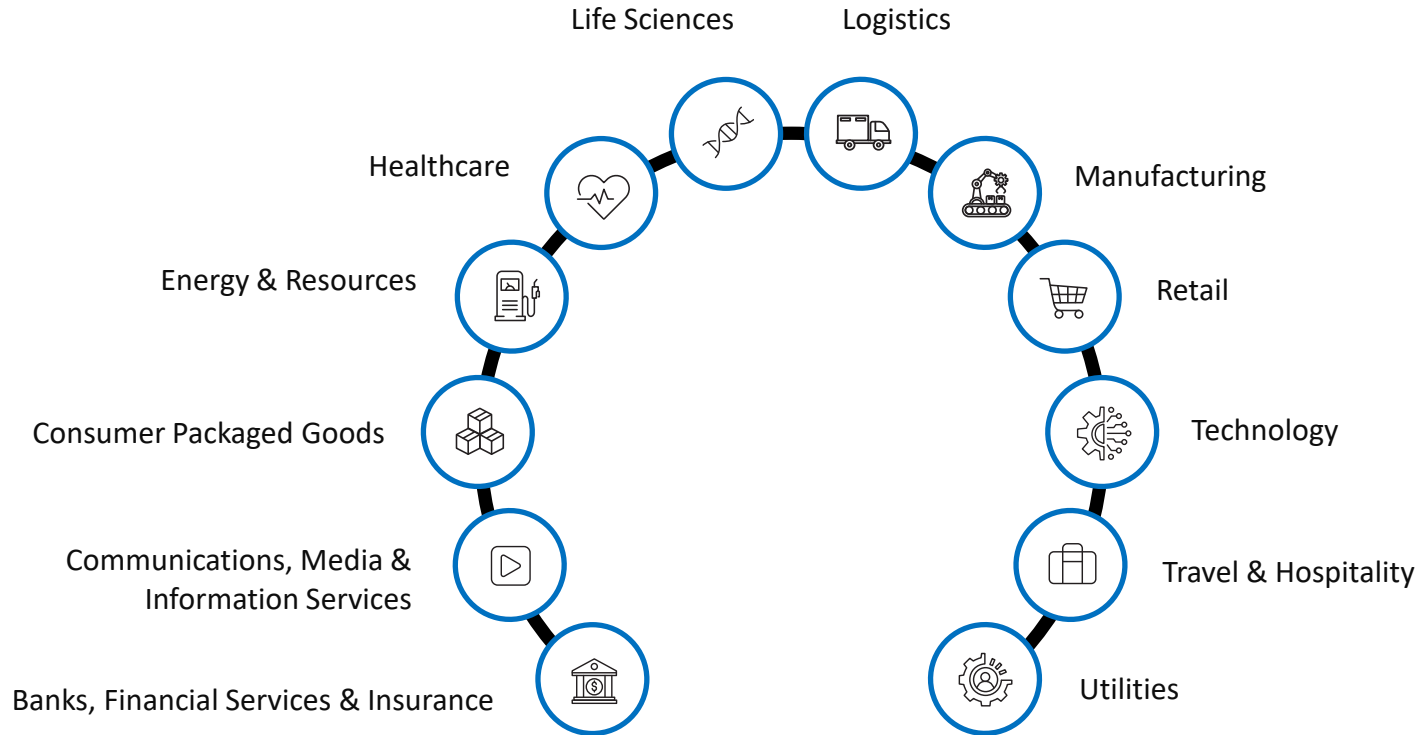 Life Sciences
Logistics
Healthcare
Manufacturing
Energy & Resources
Retail
Consumer Packaged Goods
Technology
Communications, Media &
Information Services
Travel & Hospitality
Banks, Financial Services & Insurance
$
Utilities